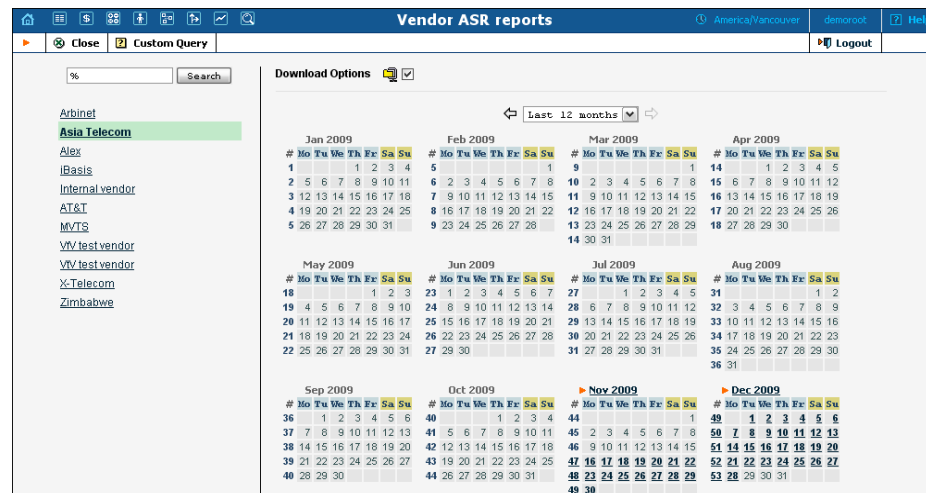 Vendor ASR reports
America/Vancouver demoroot ? Help
Close ? Custom Query Logout
% Search
Download Options
Arbinet
Asia Telecom
Alex
iBasis
Internal vendor
AT&T
MVTS
VfV test vendor
VfV test vendor
X-Telecom
Zimbabwe
Last 12 months
Jan 2009 Feb 2009 Mar 2009 Apr 2009
# Mo Tu We Th Fr Sa Su # Mo Tu We Th Fr Sa Su # Mo Tu We Th Fr Sa Su # Mo Tu We Th Fr Sa Su
1 1 2 3 4 5 1 9 1 14 1 2 3 4 5
2 5 6 7 8 9 10 11 6 2 3 4 5 6 7 8 10 2 3 4 5 6 7 8 15 6 7 8 9 10 11 12
3 12 13 14 15 16 17 18 7 9 10 11 12 13 14 15 11 9 10 11 12 13 14 15 16 13 14 15 16 17 18 19
4 19 20 21 22 23 24 25 8 16 17 18 19 20 21 22 12 16 17 18 19 20 21 22 17 20 21 22 23 24 25 26
5 26 27 28 29 30 31 9 23 24 25 26 27 28 13 23 24 25 26 27 28 29 18 27 28 29 30
14 30 31
May 2009 Jun 2009 Jul 2009 Aug 2009
# Mo Tu We Th Fr Sa Su # Mo Tu We Th Fr Sa Su # Mo Tu We Th Fr Sa Su # Mo Tu We Th Fr Sa Su
18 1 2 3 23 1 2 3 4 5 6 7 27 1 2 3 4 5 31 1 2
19 4 5 6 7 8 9 10 24 8 9 10 11 12 13 14 28 6 7 8 9 10 11 12 32 3 4 5 6 7 8 9
20 11 12 13 14 15 16 17 25 15 16 17 18 19 20 21 29 13 14 15 16 17 18 19 33 10 11 12 13 14 15 16
21 18 19 20 21 22 23 24 26 22 23 24 25 26 27 28 30 20 21 22 23 24 25 26 34 17 18 19 20 21 22 23
22 25 26 27 28 29 30 31 27 29 30 31 27 28 29 30 31 35 24 25 26 27 28 29 30
36 31
Sep 2009 Oct 2009 Nov 2009 Dec 2009
# Mo Tu We Th Fr Sa Su # Mo Tu We Th Fr Sa Su # Mo Tu We Th Fr Sa Su # Mo Tu We Th Fr Sa Su
36 1 2 3 4 5 6 40 1 2 3 4 44 1 49 1 2 3 4 5 6
37 7 8 9 10 11 12 13 41 5 6 7 8 9 10 11 45 2 3 4 5 6 7 8 50 7 8 9 10 11 12 13
38 14 15 16 17 18 19 20 42 12 13 14 15 16 17 18 46 9 10 11 12 13 14 15 51 14 15 16 17 18 19 20
39 21 22 23 24 25 26 27 43 19 20 21 22 23 24 25 47 16 17 18 19 20 21 22 52 21 22 23 24 25 26 27
40 28 29 30 44 26 27 28 29 30 31 48 23 24 25 26 27 28 29 53 28 29 30 31
49 30